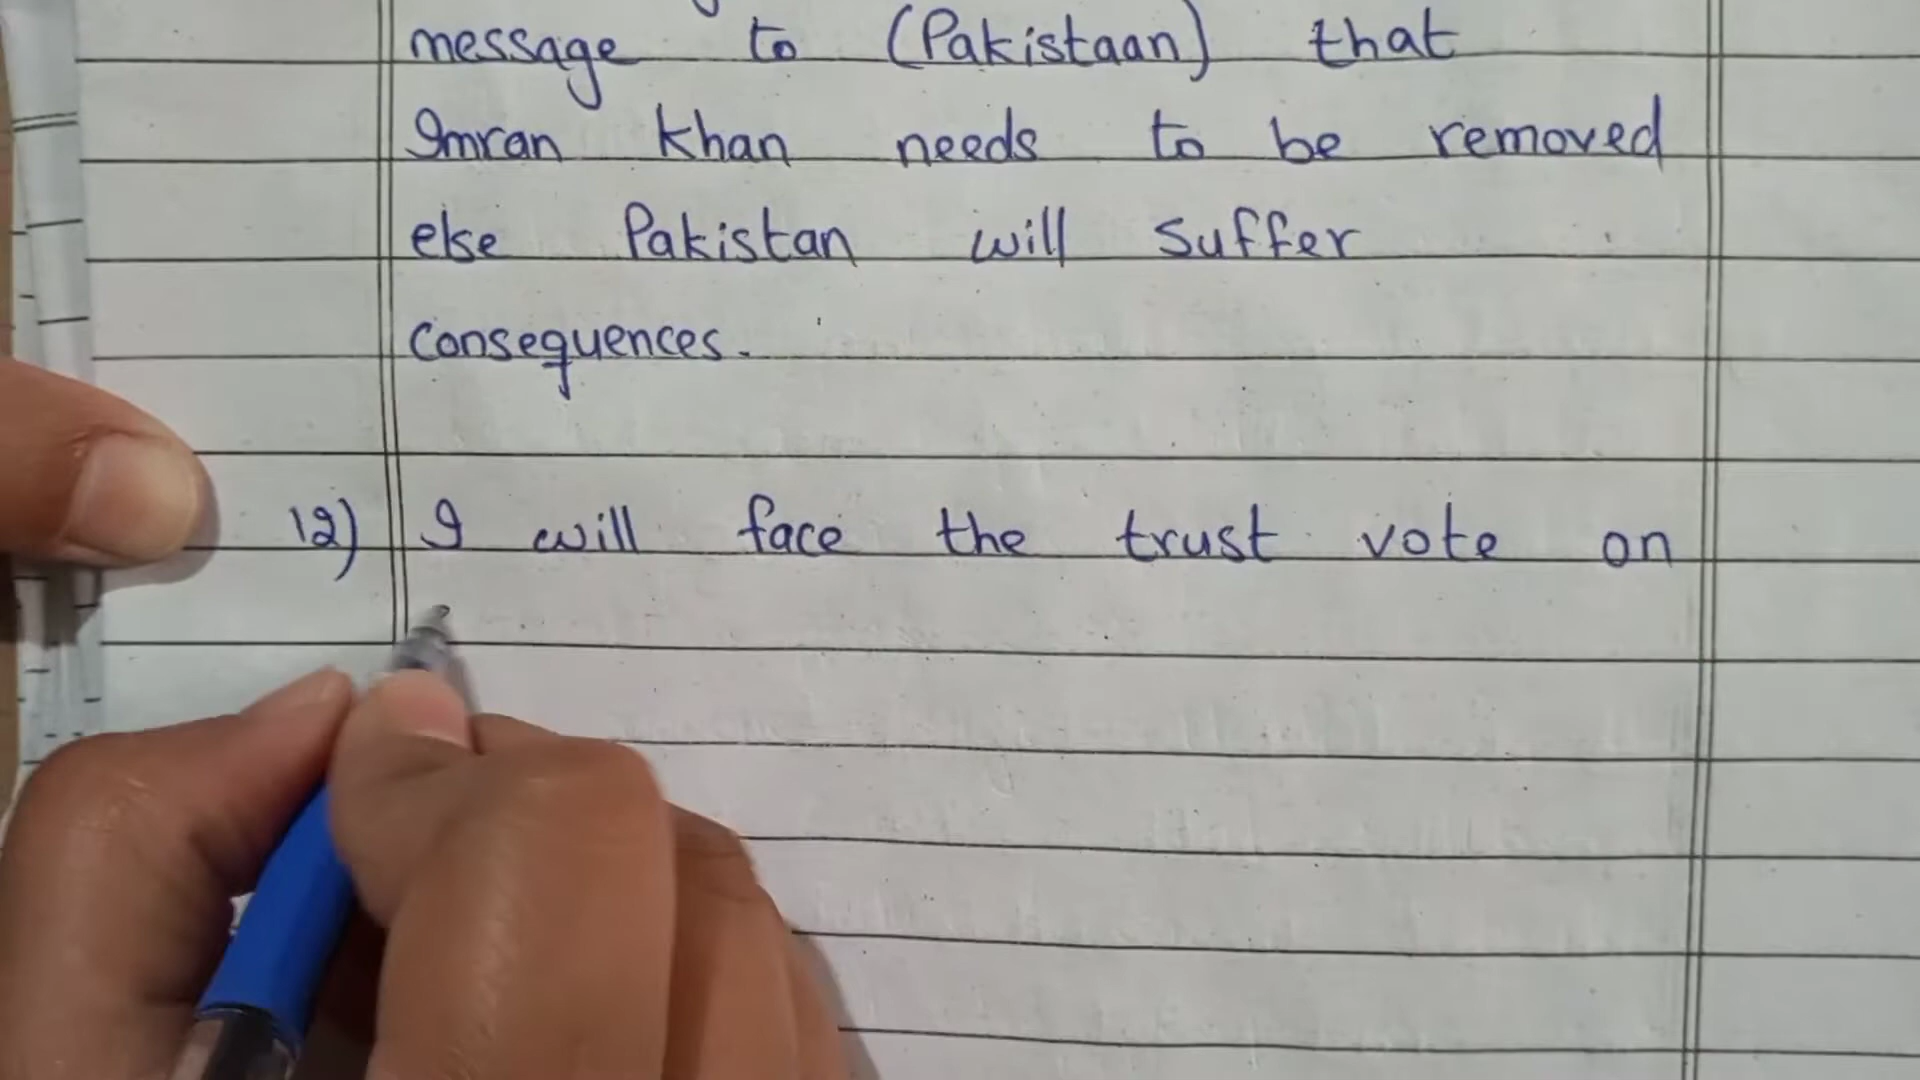 message to (Pakistaan) that
Imran Khan needs to be removed
else Pakistan will suffer
consequences.
12) I will face the trust vote on